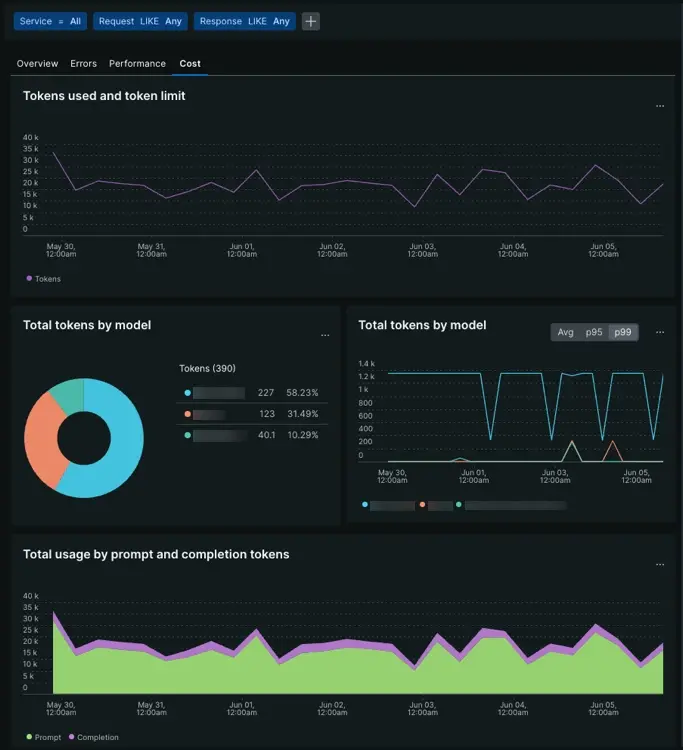 Service = All Request LIKE Any Response LIKE Any +
Overview Errors Performance Cost
Tokens used and token limit
...
40 k
35 k
30 k
25 k
20 k
15 k
10 k
5 k
0
May 30, 12:00am
May 31, 12:00am
Jun 01, 12:00am
Jun 02, 12:00am
Jun 03, 12:00am
Jun 04, 12:00am
Jun 05, 12:00am
Tokens
Total tokens by model
...
Tokens (390)
227 58.23%
123 31.49%
40.1 10.29%
Total tokens by model
Avg p95 p99
...
1.4 k
1.2 k
1 k
800
600
400
200
0
May 30, 12:00am
Jun 01, 12:00am
Jun 03, 12:00am
Jun 05, 12:00am
Total usage by prompt and completion tokens
...
40 k
35 k
30 k
25 k
20 k
15 k
10 k
5 k
0
May 30, 12:00am
May 31, 12:00am
Jun 01, 12:00am
Jun 02, 12:00am
Jun 03, 12:00am
Jun 04, 12:00am
Jun 05, 12:00am
Prompt Completion